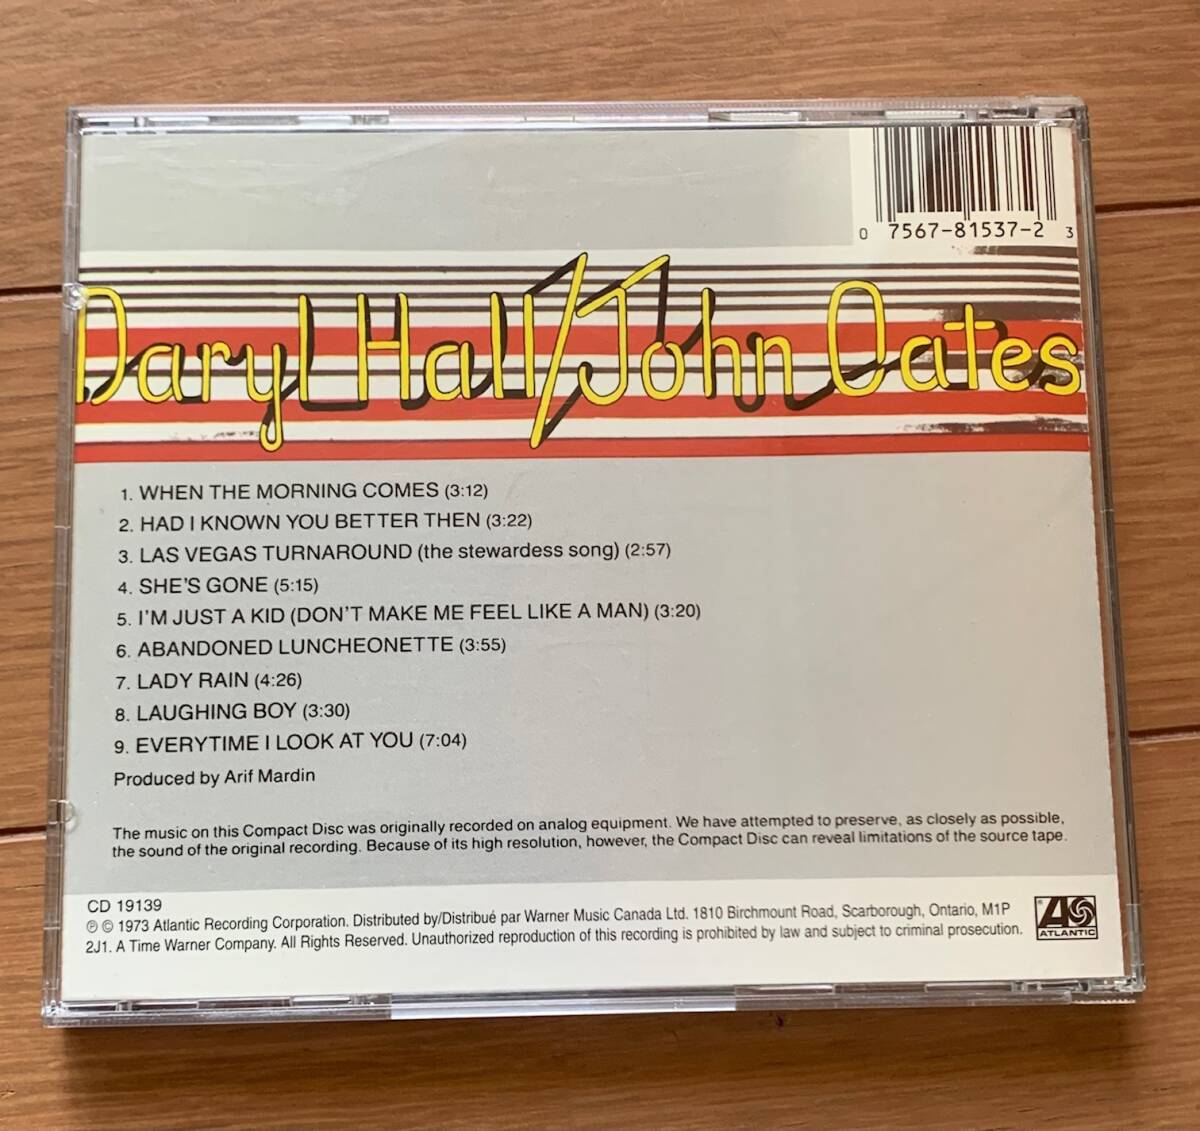 0 7567-81537-2 3
Daryl Hall/John Oates
1. WHEN THE MORNING COMES (3:12)
2. HAD I KNOWN YOU BETTER THEN (3:22)
3. LAS VEGAS TURNAROUND (the stewardess song) (2:57)
4. SHE'S GONE (5:15)
5. I'M JUST A KID (DON'T MAKE ME FEEL LIKE A MAN) (3:20)
6. ABANDONED LUNCHEONETTE (3:55)
7. LADY RAIN (4:26)
8. LAUGHING BOY (3:30)
9. EVERYTIME I LOOK AT YOU (7:04)
Produced by Arif Mardin
The music on this Compact Disc was originally recorded on analog equipment. We have attempted to preserve, as closely as possible,
the sound of the original recording. Because of its high resolution, however, the Compact Disc can reveal limitations of the source tape.
CD 19139
℗ © 1973 Atlantic Recording Corporation. Distributed by/Distribué par Warner Music Canada Ltd. 1810 Birchmount Road, Scarborough, Ontario, M1P
2J1. A Time Warner Company. All Rights Reserved. Unauthorized reproduction of this recording is prohibited by law and subject to criminal prosecution.
ATLANTIC